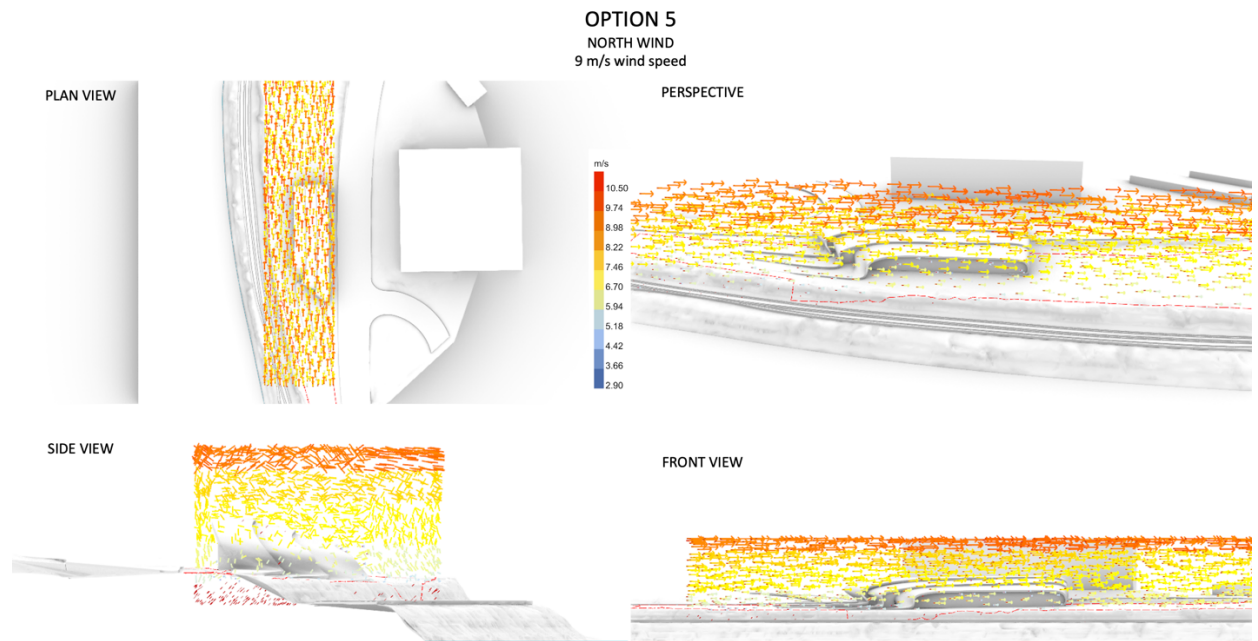 OPTION 5
NORTH WIND
9 m/s wind speed
PLAN VIEW
PERSPECTIVE
m/s
10.50
9.74
8.98
8.22
7.46
6.70
5.94
5.18
4.42
3.66
2.90
SIDE VIEW
FRONT VIEW